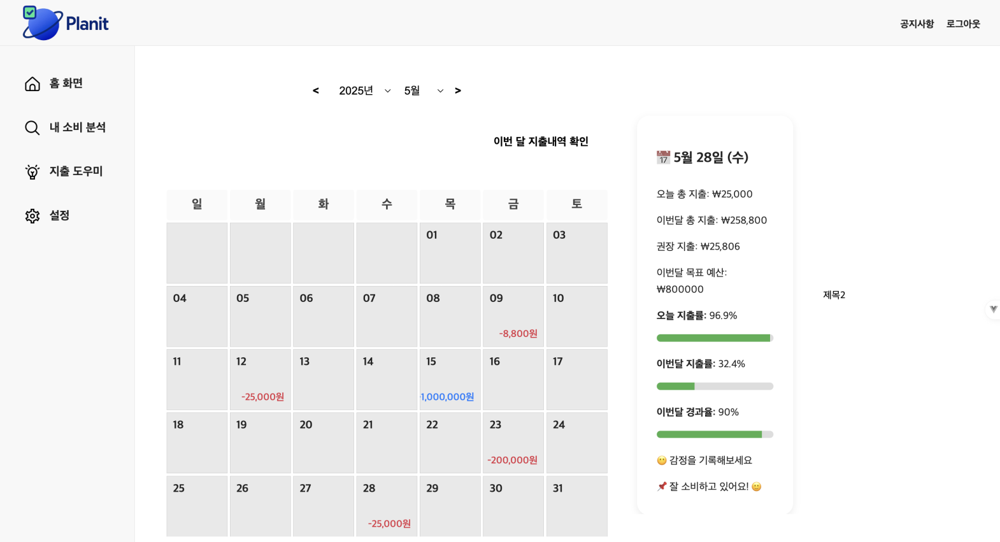 Planit
공지사항 로그아웃
홈 화면
내 소비 분석
지출 도우미
설정
< 2025년 5월 >
이번 달 지출내역 확인
일 월 화 수 목 금 토
01 02 03
04 05 06 07 08 09 10
-8,800원
11 12 13 14 15 16 17
-25,000원 1,000,000원
18 19 20 21 22 23 24
-200,000원
25 26 27 28 29 30 31
-25,000원
17 5월 28일 (수)
오늘 총 지출: ₩25,000
이번달 총 지출: ₩258,800
권장 지출: ₩25,806
이번달 목표 예산:
₩800000
오늘 지출률: 96.9%
이번달 지출률: 32.4%
이번달 경과율: 90%
🙂 감정을 기록해보세요
📌 잘 소비하고 있어요! 🙂
제목2